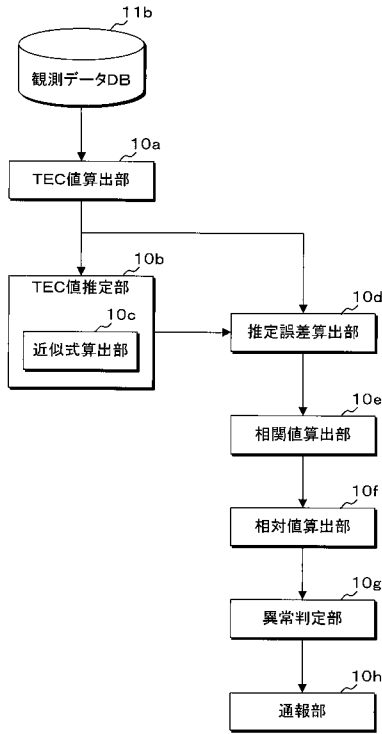 11b
観測データDB
10a
TEC値算出部
10b
TEC値推定部
10c
近似式算出部
10d
推定誤差算出部
10e
相関値算出部
10f
相対値算出部
10g
異常判定部
10h
通報部